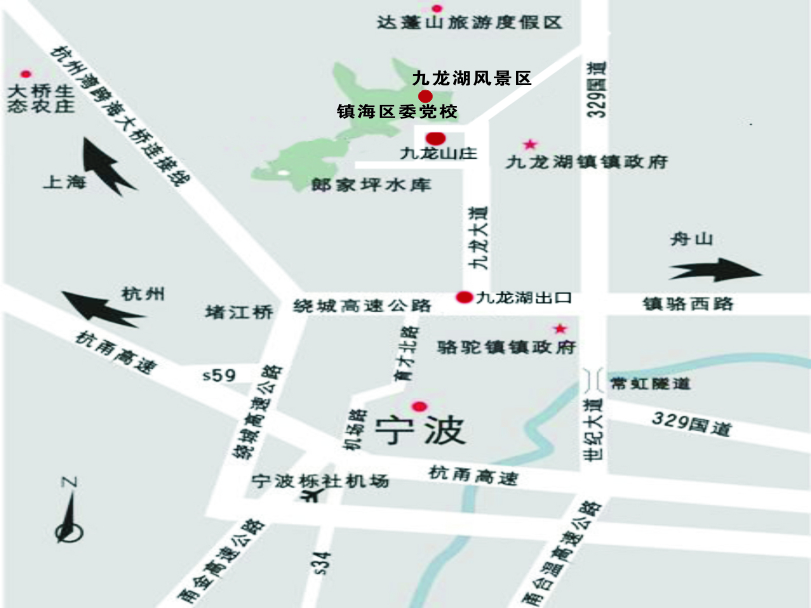 达蓬山旅游度假区
杭州湾跨海大桥连接线
329国道
九龙湖风景区
大桥生
态农庄
镇海区委党校
九龙山庄
九龙湖镇镇政府
上海
郎家坪水库
九龙大道
舟山
杭州
九龙湖出口
堵江桥
绕城高速公路
镇骆西路
杭甬高速
育才北路
骆驼镇镇政府
s59
常虹隧道
绕城高速公路
机场路
宁波
世纪大道
329国道
宁波栎社机场
杭甬高速
N
甬金高速公路
s34
甬台温高速公路